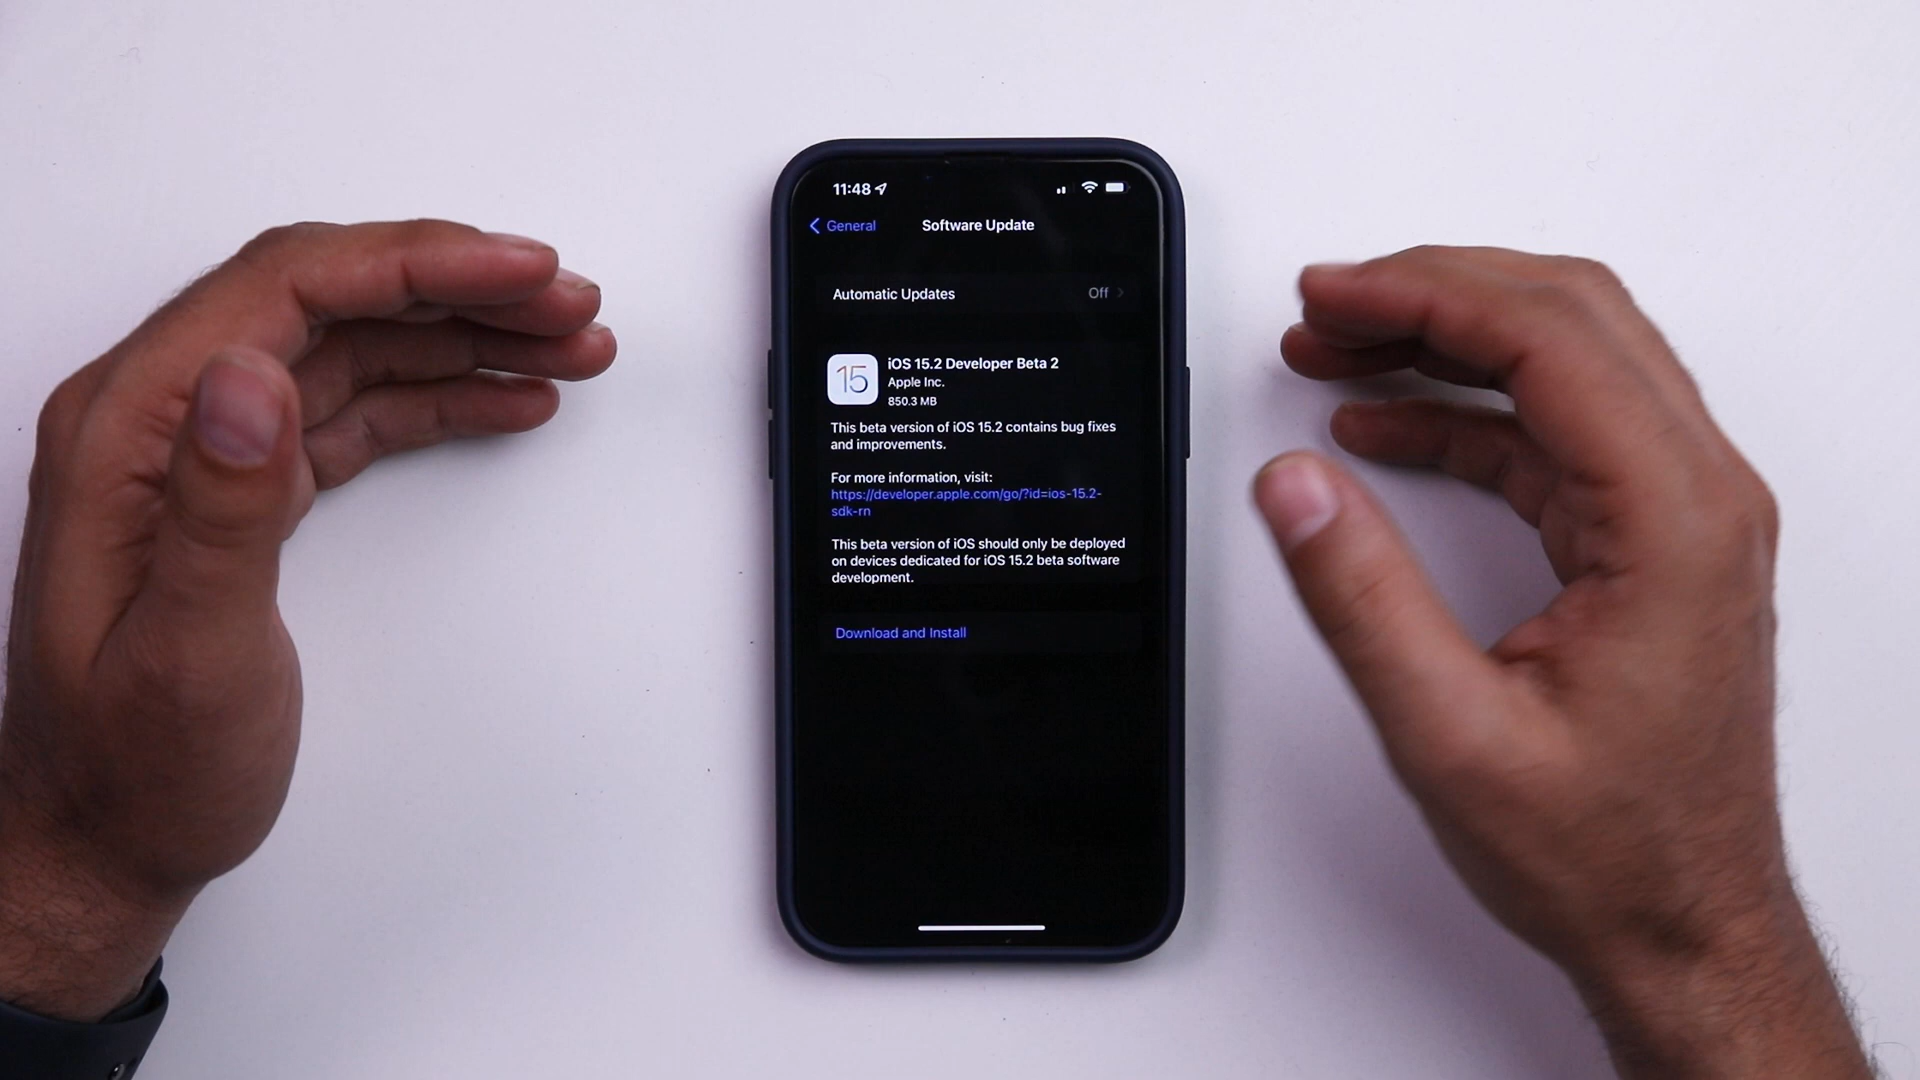 11:48
General
Software Update
Automatic Updates
Off
15
iOS 15.2 Developer Beta 2
Apple Inc.
850.3 MB
This beta version of iOS 15.2 contains bug fixes
and improvements.
For more information, visit:
https://developer.apple.com/go/?id=ios-15.2-
sdk-rn
This beta version of iOS should only be deployed
on devices dedicated for iOS 15.2 beta software
development.
Download and Install